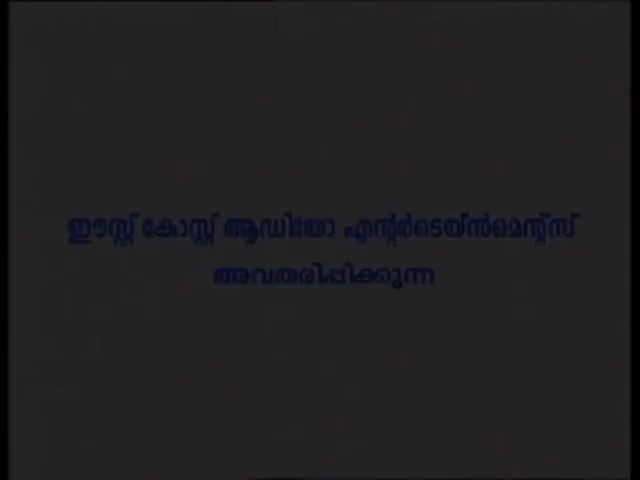 ഈസ്റ്റ് കോസ്റ്റ് ആഡിയോ എന്റർടെയ്ൻമെന്റ്സ്
അവതരിപ്പിക്കുന്ന